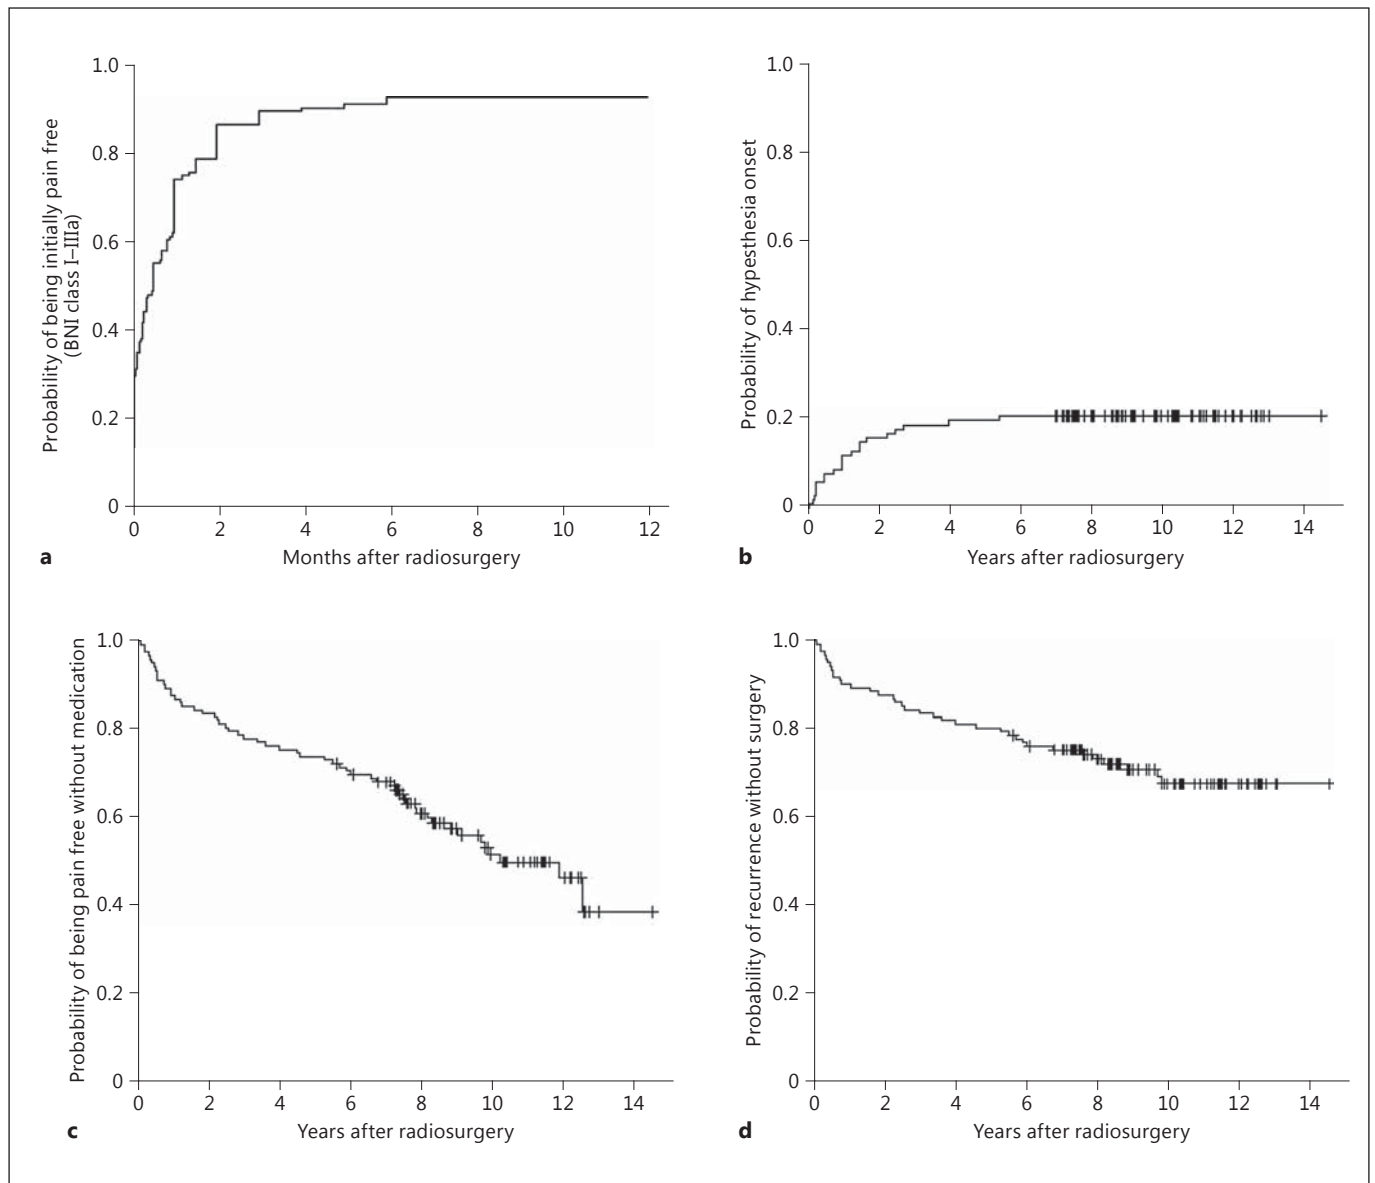 Probability of being initially pain free
(BNI class I–IIIa)
1.0
0.8
0.6
0.4
0.2
0
0 2 4 6 8 10 12
Months after radiosurgery
a
Probability of hypesthesia onset
1.0
0.8
0.6
0.4
0.2
0
0 2 4 6 8 10 12 14
Years after radiosurgery
b
Probability of being pain free without medication
1.0
0.8
0.6
0.4
0.2
0
0 2 4 6 8 10 12 14
Years after radiosurgery
c
Probability of recurrence without surgery
1.0
0.8
0.6
0.4
0.2
0
0 2 4 6 8 10 12 14
Years after radiosurgery
d